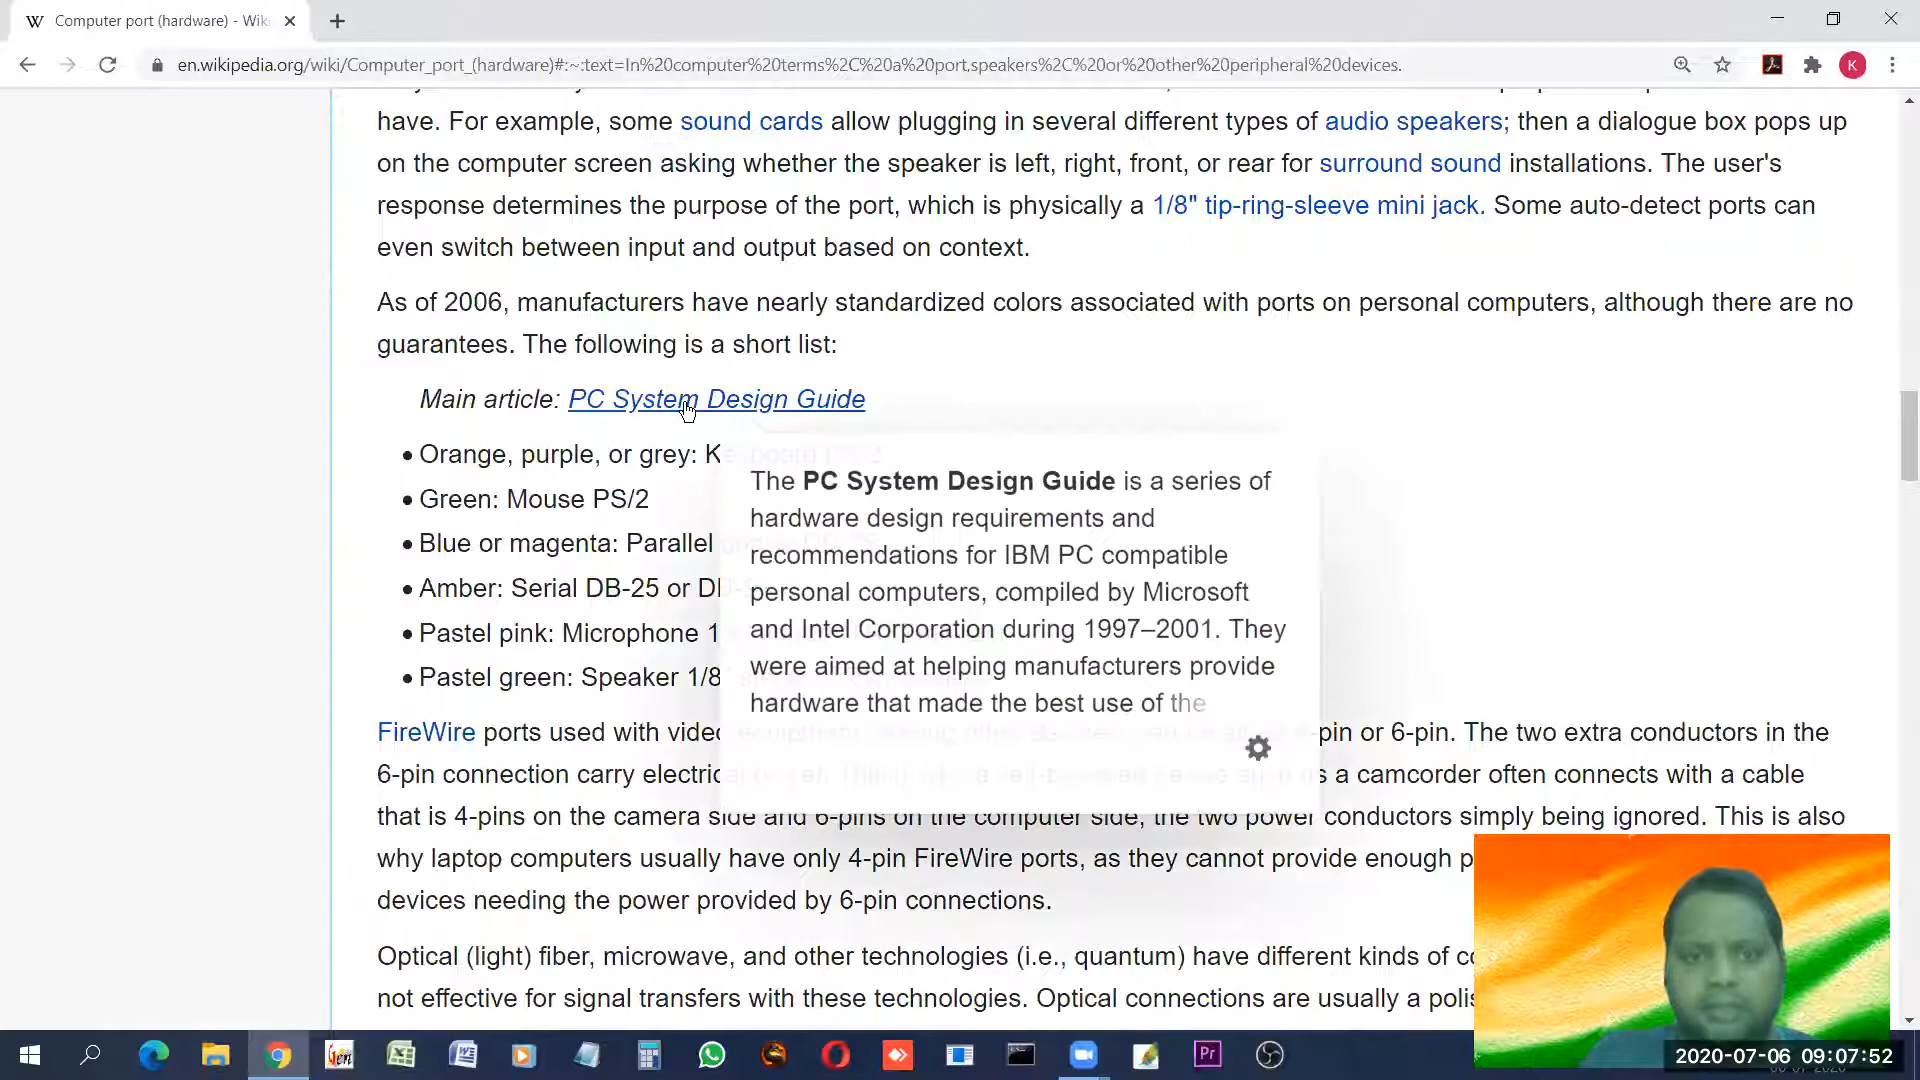 Computer port (hardware) - Wiki
en.wikipedia.org/wiki/Computer_port_(hardware)#:~:text=In%20computer%20terms%2C%20a%20port,speakers%2C%20or%20other%20peripheral%20devices.
K
have. For example, some sound cards allow plugging in several different types of audio speakers; then a dialogue box pops up
on the computer screen asking whether the speaker is left, right, front, or rear for surround sound installations. The user's
response determines the purpose of the port, which is physically a 1/8" tip-ring-sleeve mini jack. Some auto-detect ports can
even switch between input and output based on context.
As of 2006, manufacturers have nearly standardized colors associated with ports on personal computers, although there are no
guarantees. The following is a short list:
Main article: PC System Design Guide
Orange, purple, or grey: Keyboard PS/2
Green: Mouse PS/2
Blue or magenta: Parallel
Amber: Serial DB-25 or DB-9
Pastel pink: Microphone 1
Pastel green: Speaker 1/8"
The PC System Design Guide is a series of
hardware design requirements and
recommendations for IBM PC compatible
personal computers, compiled by Microsoft
and Intel Corporation during 1997–2001. They
were aimed at helping manufacturers provide
hardware that made the best use of the
FireWire ports used with video pin or 6-pin. The two extra conductors in the
6-pin connection carry electrical s a camcorder often connects with a cable
that is 4-pins on the camera side and 6-pins on the computer side, the two power conductors simply being ignored. This is also
why laptop computers usually have only 4-pin FireWire ports, as they cannot provide enough p
devices needing the power provided by 6-pin connections.
Optical (light) fiber, microwave, and other technologies (i.e., quantum) have different kinds of co
not effective for signal transfers with these technologies. Optical connections are usually a polis
Gen
Pr
2020-07-06 09:07:52